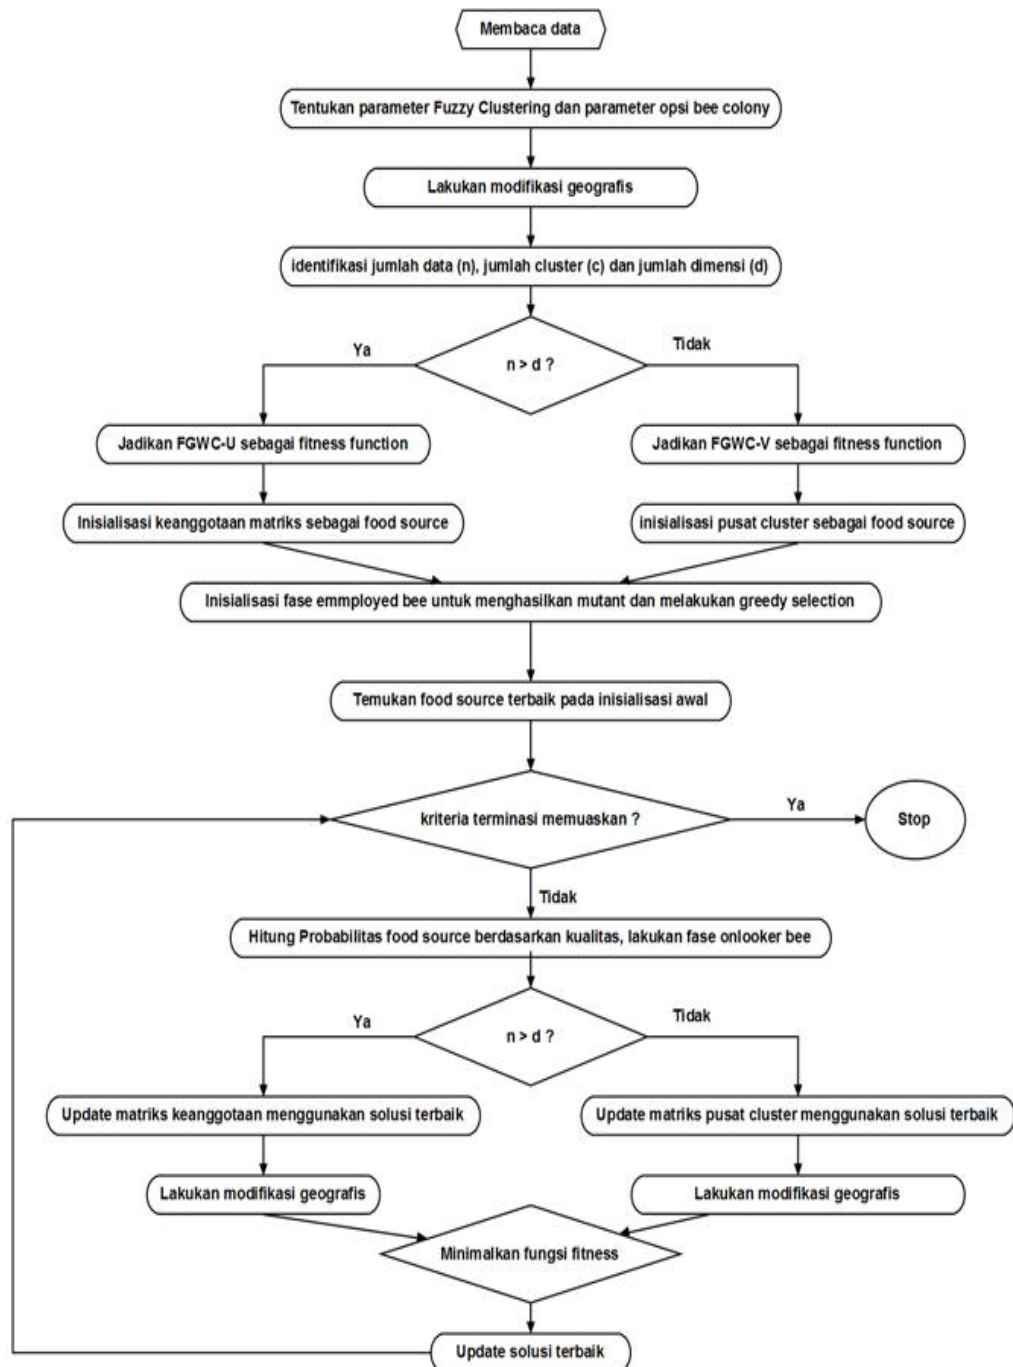 Membaca data
Tentukan parameter Fuzzy Clustering dan parameter opsi bee colony
Lakukan modifikasi geografis
identifikasi jumlah data (n), jumlah cluster (c) dan jumlah dimensi (d)
Ya
n > d ?
Tidak
Jadikan FGWC-U sebagai fitness function
Jadikan FGWC-V sebagai fitness function
Inisialisasi keanggotaan matriks sebagai food source
inisialisasi pusat cluster sebagai food source
Inisialisasi fase emmployed bee untuk menghasilkan mutant dan melakukan greedy selection
Temukan food source terbaik pada inisialisasi awal
kriteria terminasi memuaskan ?
Ya
Stop
Tidak
Hitung Probabilitas food source berdasarkan kualitas, lakukan fase onlooker bee
Ya
n > d ?
Tidak
Update matriks keanggotaan menggunakan solusi terbaik
Update matriks pusat cluster menggunakan solusi terbaik
Lakukan modifikasi geografis
Lakukan modifikasi geografis
Minimalkan fungsi fitness
Update solusi terbaik